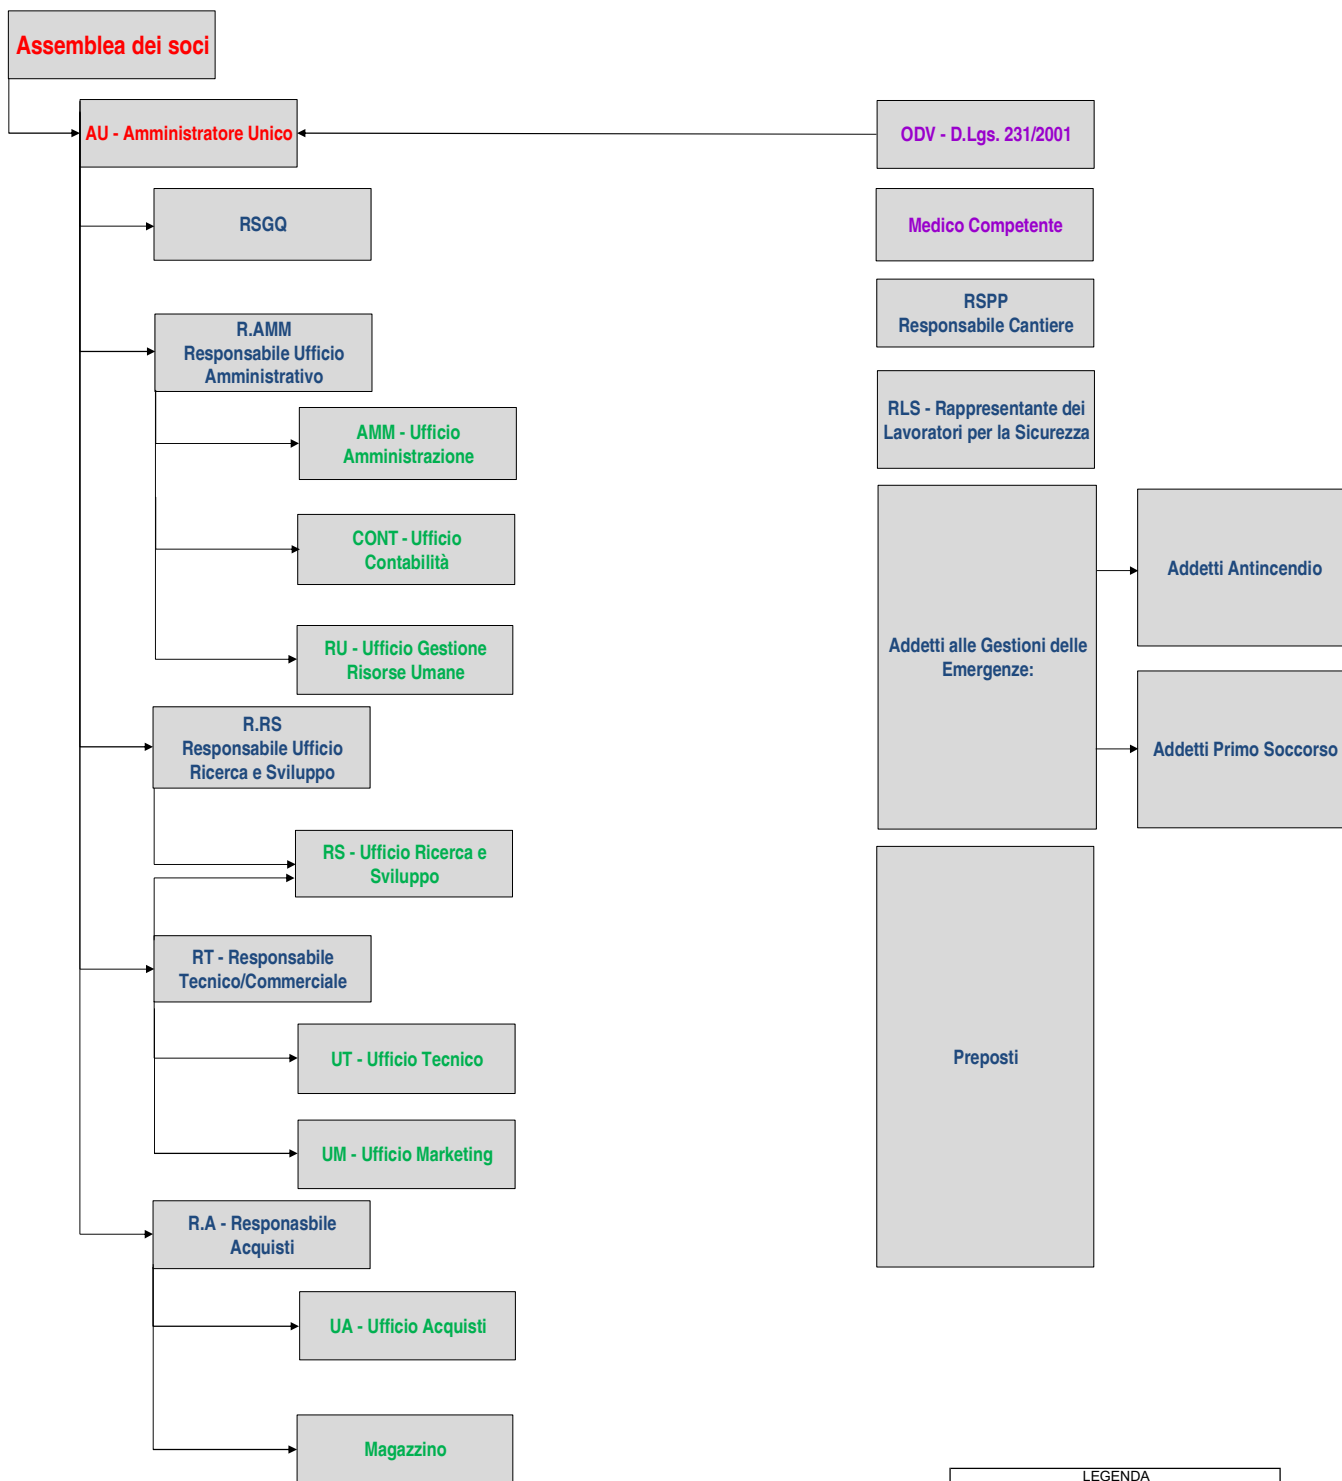 Assemblea dei soci
AU - Amministratore Unico
ODV - D.Lgs. 231/2001
RSGQ
Medico Competente
RSPP
Responsabile Cantiere
R.AMM
Responsabile Ufficio
Amministrativo
RLS - Rappresentante dei
Lavoratori per la Sicurezza
AMM - Ufficio
Amministrazione
CONT - Ufficio
Contabilità
Addetti Antincendio
RU - Ufficio Gestione
Risorse Umane
Addetti alle Gestioni delle
Emergenze:
R.RS
Responsabile Ufficio
Ricerca e Sviluppo
Addetti Primo Soccorso
RS - Ufficio Ricerca e
Sviluppo
RT - Responsabile
Tecnico/Commerciale
UT - Ufficio Tecnico
Preposti
UM - Ufficio Marketing
R.A - Responasbile
Acquisti
UA - Ufficio Acquisti
Magazzino
LEGENDA